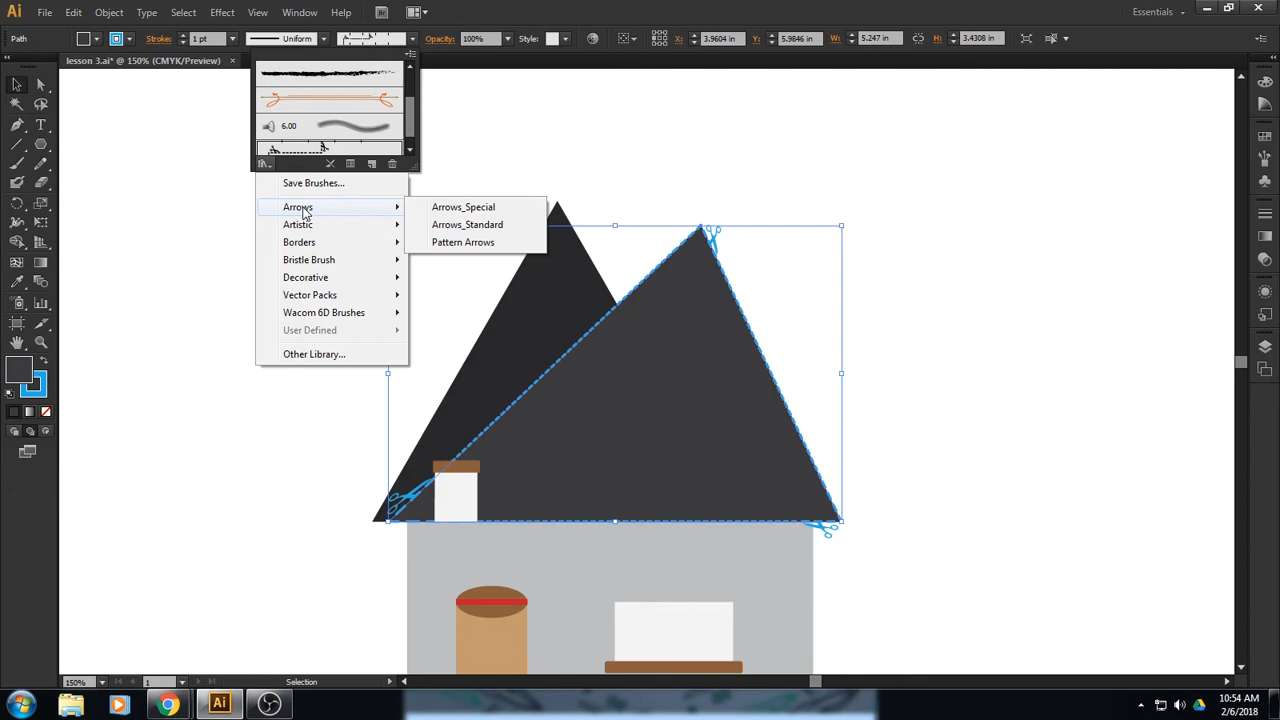 Ai File Edit Object Type Select Effect View Window Help Br Essentials
Path Stroke: 1 pt Uniform Opacity: 100% Style: X: 3.9604 in Y: 5.9846 in W: 5.247 in H: 3.4308 in
lesson 3.ai* @ 150% (CMYK/Preview)
6.00
Save Brushes...
Arrows
Artistic
Borders
Bristle Brush
Decorative
Vector Packs
Wacom 6D Brushes
User Defined
Other Library...
Arrows_Special
Arrows_Standard
Pattern Arrows
150% 1 Selection
Ai
10:54 AM
2/6/2018